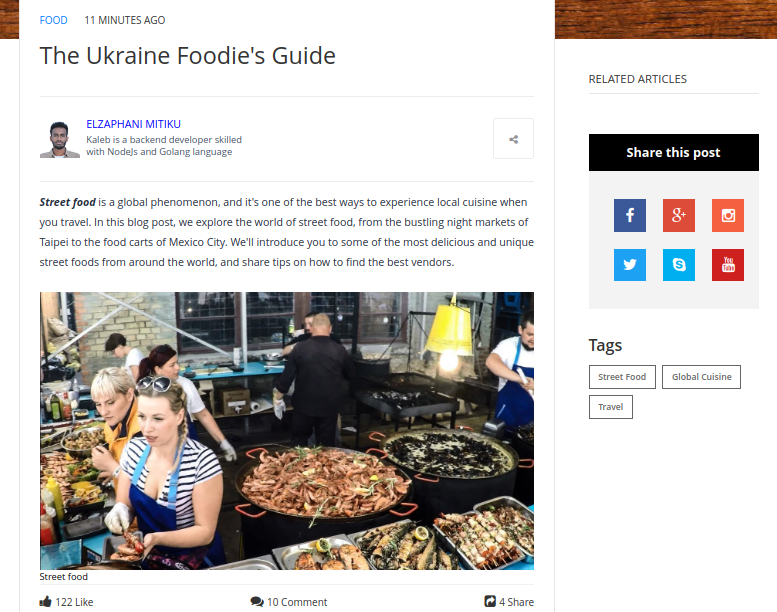 FOOD 11 MINUTES AGO
The Ukraine Foodie's Guide
ELZAPHANI MITIKU
Kaleb is a backend developer skilled
with NodeJs and Golang language
Street food is a global phenomenon, and it's one of the best ways to experience local cuisine when
you travel. In this blog post, we explore the world of street food, from the bustling night markets of
Taipei to the food carts of Mexico City. We'll introduce you to some of the most delicious and unique
street foods from around the world, and share tips on how to find the best vendors.
Street food
122 Like 10 Comment 4 Share
RELATED ARTICLES
Share this post
f g+
You
Tube
Tags
Street Food Global Cuisine
Travel